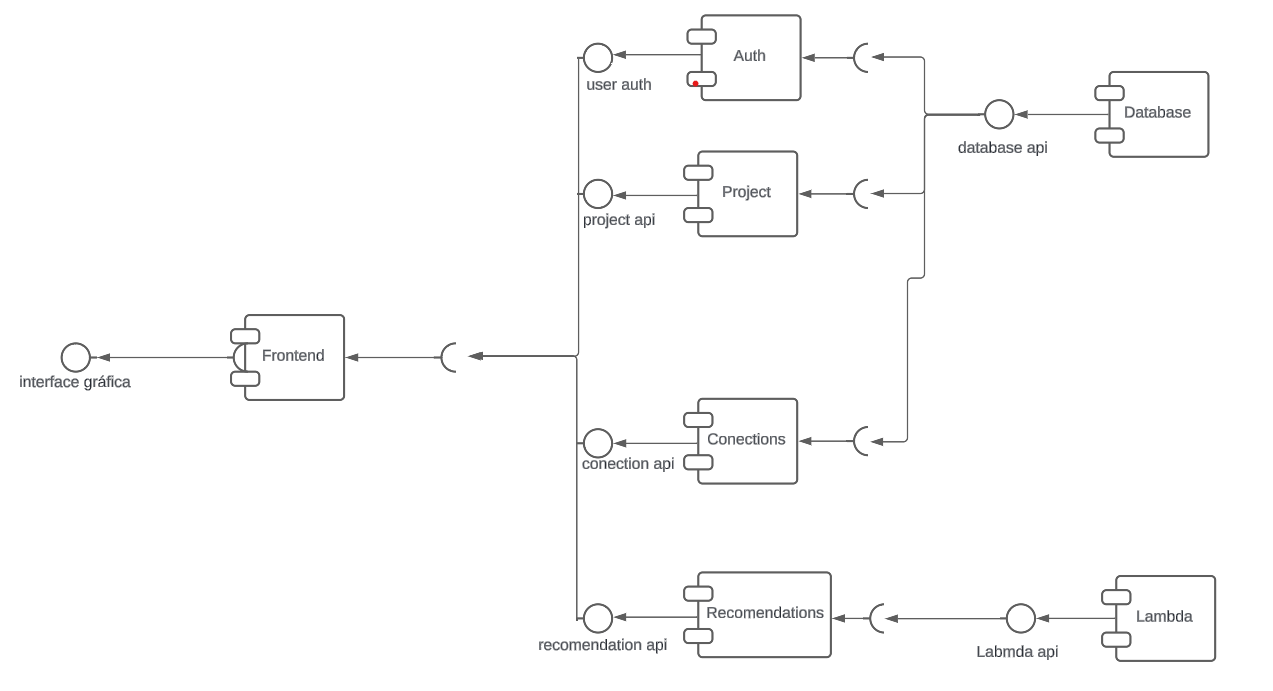 Auth
user auth
Database
database api
Project
project api
Frontend
interface gráfica
Conections
conection api
Recomendations
recomendation api
Lambda
Labmda api